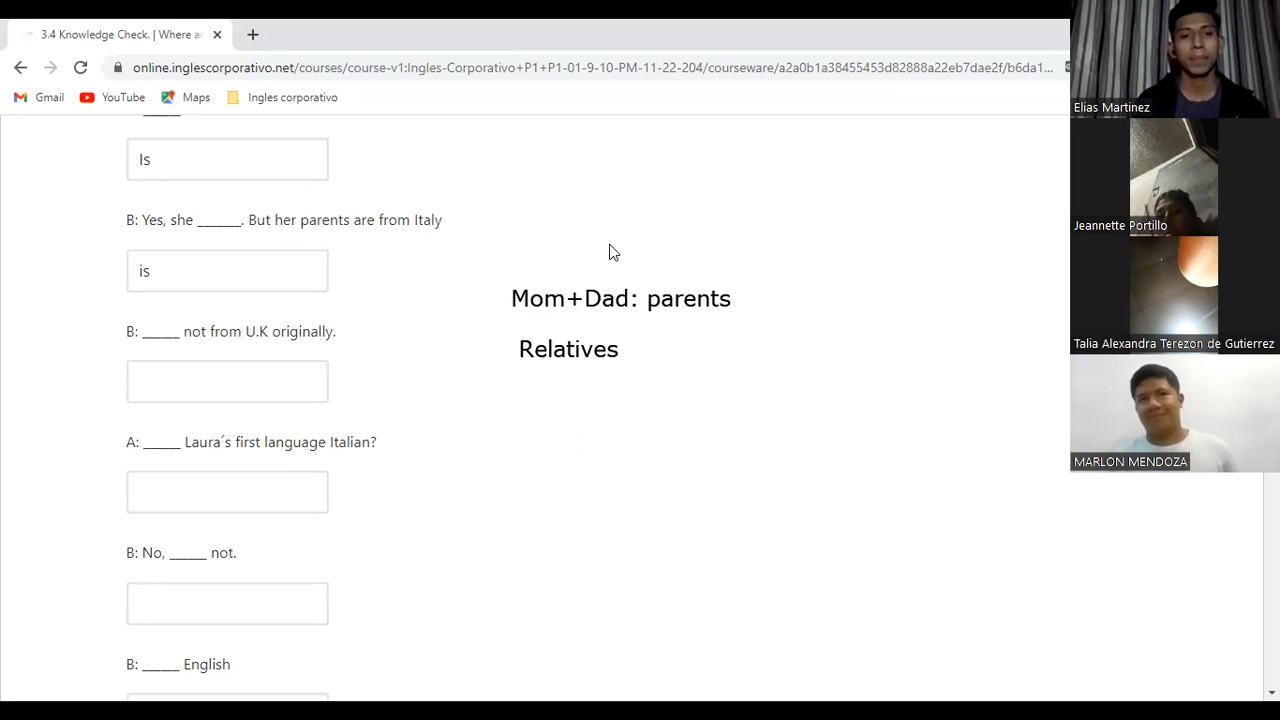 3.4 Knowledge Check. | Where ar
online.inglescorporativo.net/courses/course-v1:Ingles-Corporativo+P1+P1-01-9-10-PM-11-22-204/courseware/a2a0b1a38455453d82888a22eb7dae2f/b6da1...
Gmail YouTube Maps Ingles corporativo
Is
B: Yes, she ______. But her parents are from Italy
is
B: _____ not from U.K originally.
A: _____ Laura´s first language Italian?
B: No, _____ not.
B: _____ English
Mom+Dad: parents
Relatives
Elias Martinez
Jeannette Portillo
Talia Alexandra Terezon de Gutierrez
MARLON MENDOZA